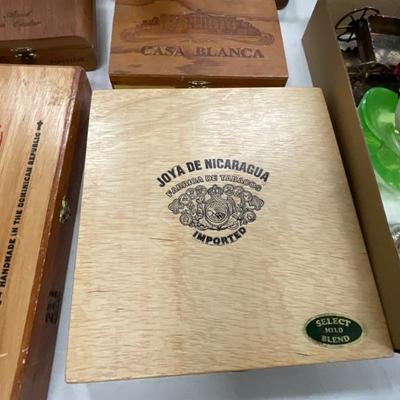 CASA BLANCA
HANDMADE IN THE DOMINICAN REPUBLIC
JOYA DE NICARAGUA
FABRICA DE TABACOS
IMPORTED
SELECT
MILD
BLEND